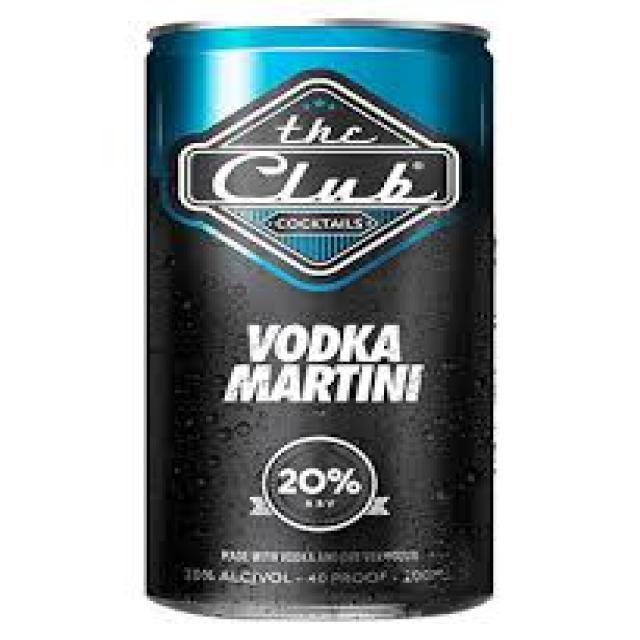 the
Club®
COCKTAILS
VODKA
MARTINI
20%
ABV
MADE WITH VODKA AND DRY VERMOUTH
20% ALC/VOL - 40 PROOF - 200ML